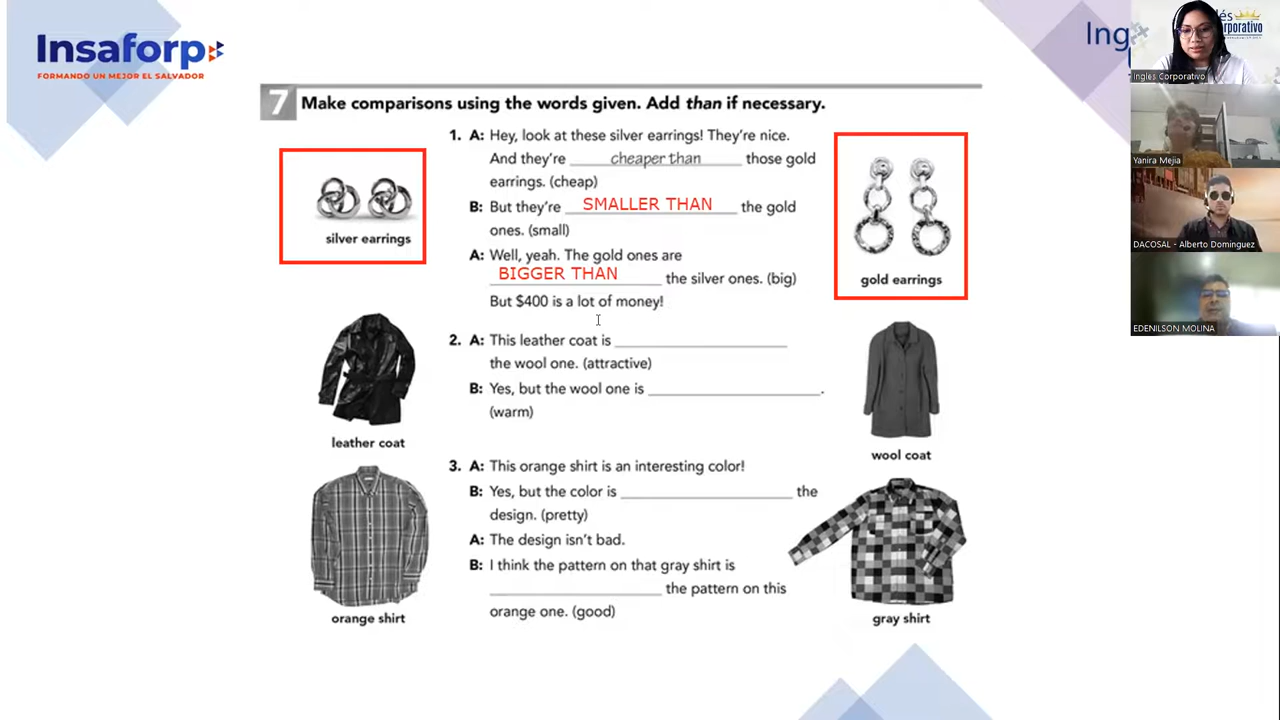 Insaforp
FORMANDO UN MEJOR EL SALVADOR
Ing
Ingles Corporativo
Yanira Mejia
DACOSAL - Alberto Dominguez
EDENILSON MOLINA
7 Make comparisons using the words given. Add than if necessary.
silver earrings
1. A: Hey, look at these silver earrings! They're nice.
And they're cheaper than those gold
earrings. (cheap)
B: But they're SMALLER THAN the gold
ones. (small)
A: Well, yeah. The gold ones are
BIGGER THAN the silver ones. (big)
But $400 is a lot of money!
gold earrings
leather coat
2. A: This leather coat is
the wool one. (attractive)
B: Yes, but the wool one is .
(warm)
wool coat
orange shirt
3. A: This orange shirt is an interesting color!
B: Yes, but the color is the
design. (pretty)
A: The design isn't bad.
B: I think the pattern on that gray shirt is
the pattern on this
orange one. (good)
gray shirt